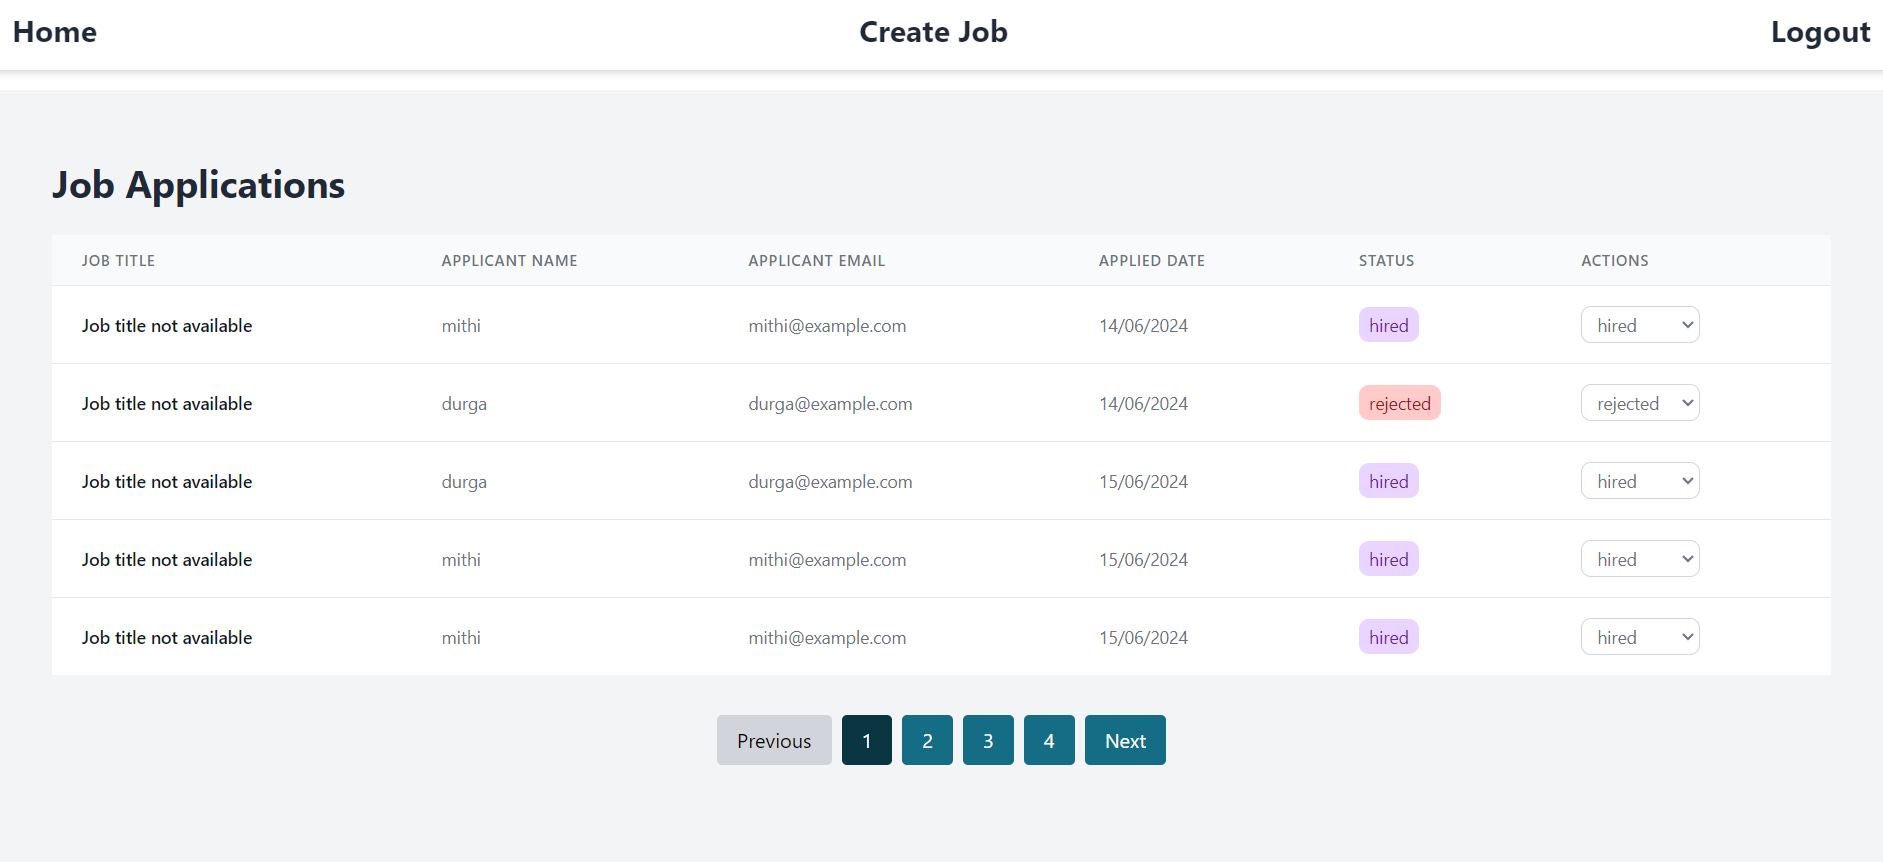 Home Create Job Logout
Job Applications
JOB TITLE APPLICANT NAME APPLICANT EMAIL APPLIED DATE STATUS ACTIONS
Job title not available mithi mithi@example.com 14/06/2024 hired hired
Job title not available durga durga@example.com 14/06/2024 rejected rejected
Job title not available durga durga@example.com 15/06/2024 hired hired
Job title not available mithi mithi@example.com 15/06/2024 hired hired
Job title not available mithi mithi@example.com 15/06/2024 hired hired
Previous 1 2 3 4 Next